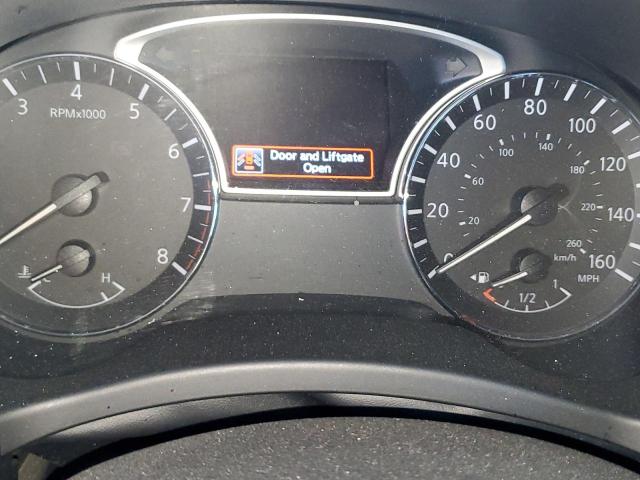 3 4 5 6 7 8
RPMx1000
C H
Door and Liftgate
Open
0 20 40 60 80 100 120 140 160
20 60 100 140 180 220 260
km/h
MPH
1/2 1